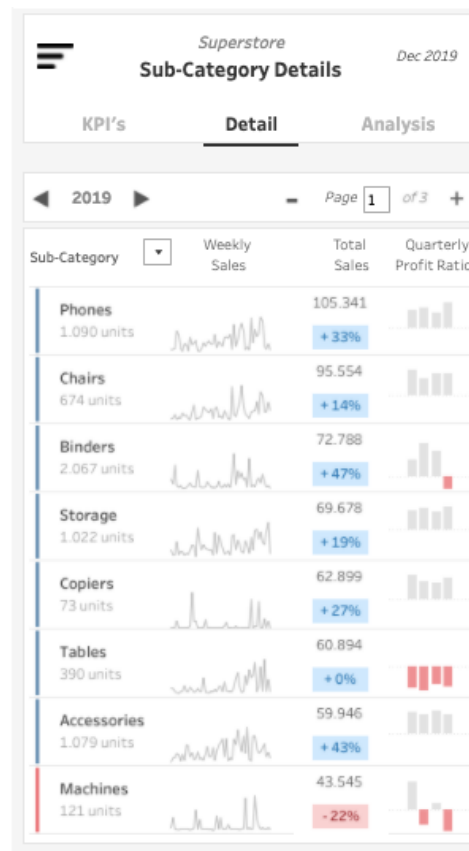 Superstore
Sub-Category Details
Dec 2019
KPI's Detail Analysis
2019
Page 1 of 3
Sub-Category
Weekly Sales
Total Sales
Quarterly Profit Ratio
Phones
1.090 units
105.341
+33%
Chairs
674 units
95.554
+14%
Binders
2.067 units
72.788
+47%
Storage
1.022 units
69.678
+19%
Copiers
73 units
62.899
+27%
Tables
390 units
60.894
+0%
Accessories
1.079 units
59.946
+43%
Machines
121 units
43.545
-22%